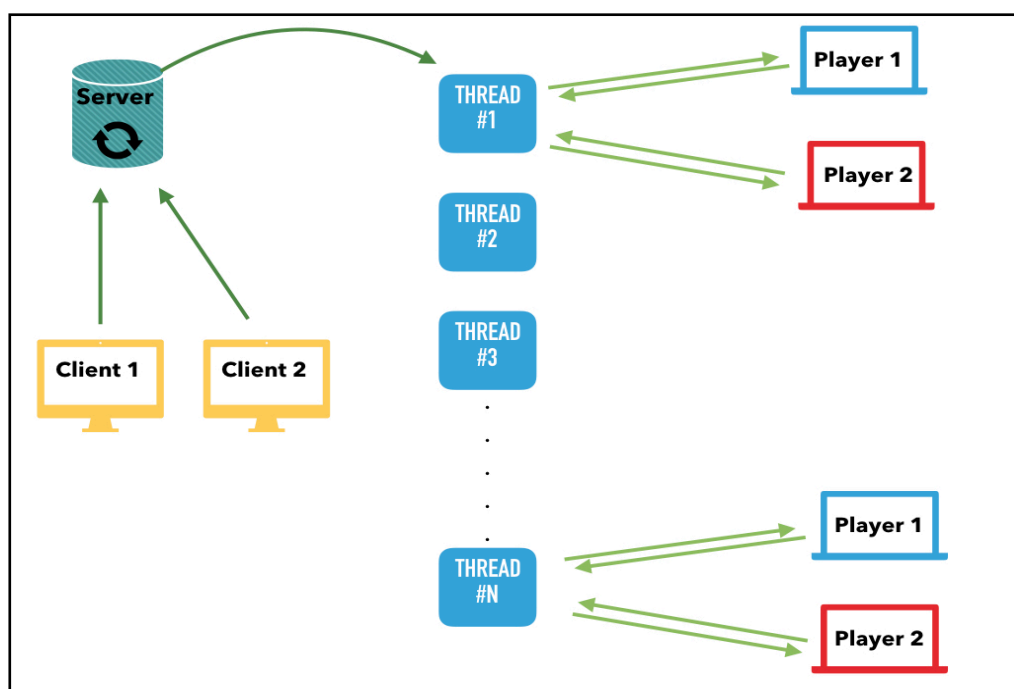 Server
Client 1
Client 2
THREAD
#1
THREAD
#2
THREAD
#3
THREAD
#N
Player 1
Player 2
Player 1
Player 2